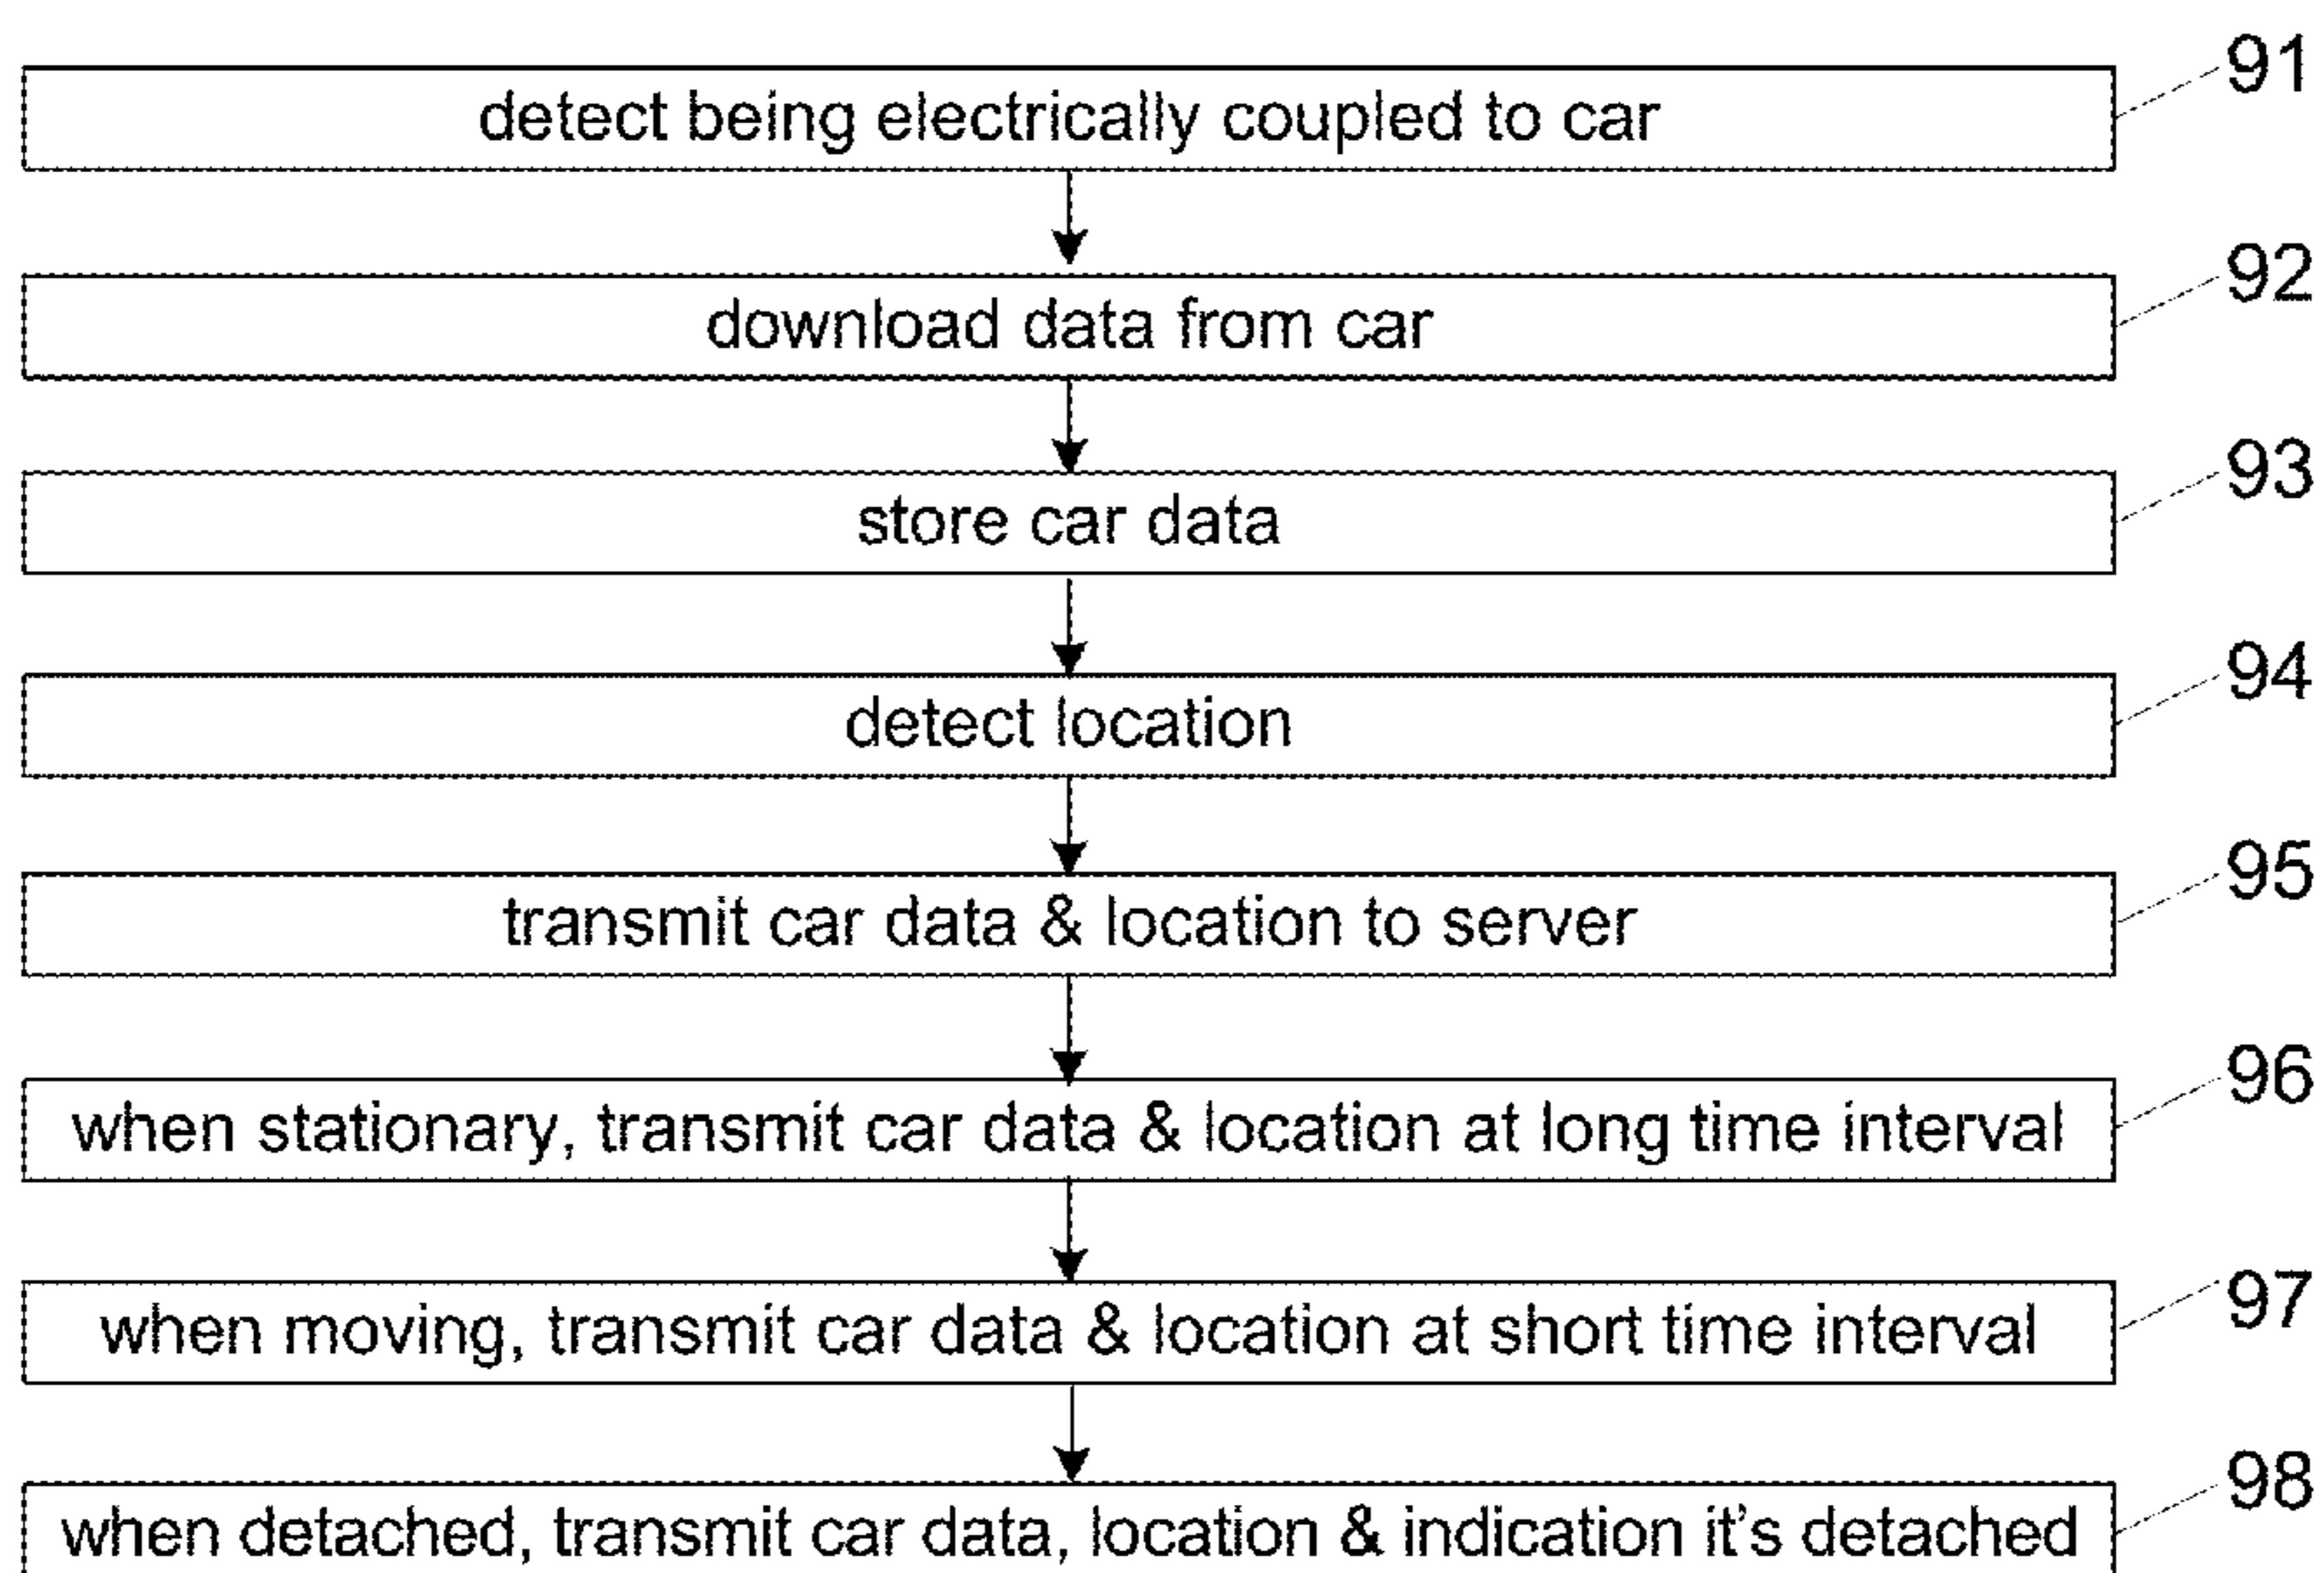 91
detect being electrically coupled to car
92
download data from car
93
store car data
94
detect location
95
transmit car data & location to server
96
when stationary, transmit car data & location at long time interval
97
when moving, transmit car data & location at short time interval
98
when detached, transmit car data, location & indication it's detached